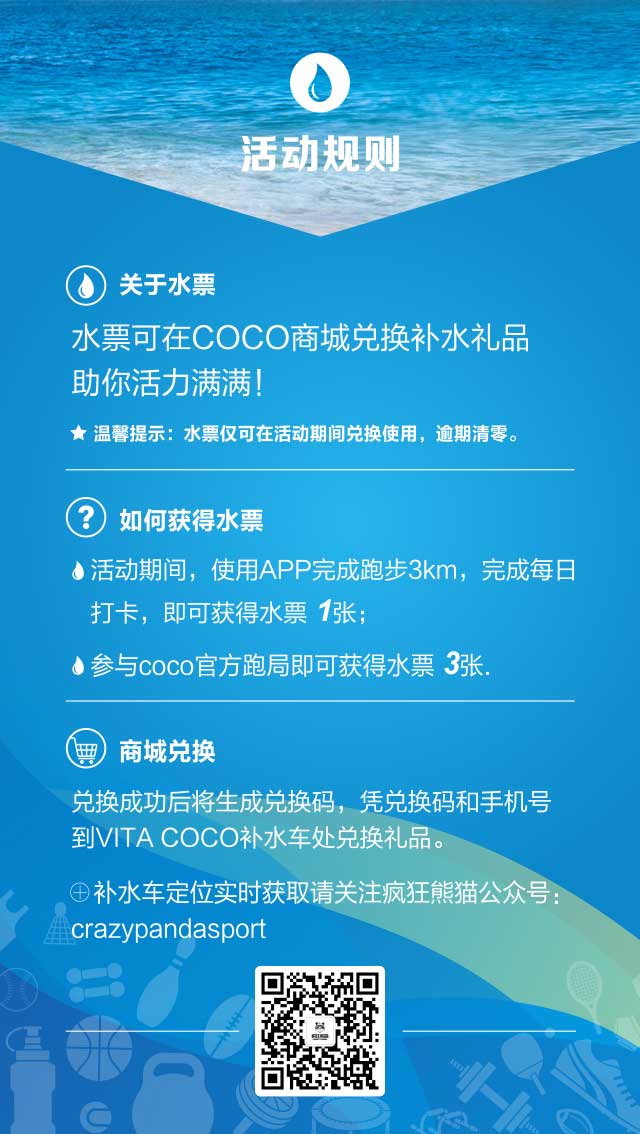 活动规则
关于水票
水票可在COCO商城兑换补水礼品
助你活力满满！
温馨提示：水票仅可在活动期间兑换使用，逾期清零。
? 如何获得水票
活动期间，使用APP完成跑步3km，完成每日
打卡，即可获得水票 1张；
参与coco官方跑局即可获得水票 3张.
商城兑换
兑换成功后将生成兑换码，凭兑换码和手机号
到VITA COCO补水车处兑换礼品。
补水车定位实时获取请关注疯狂熊猫公众号：
crazypandasport